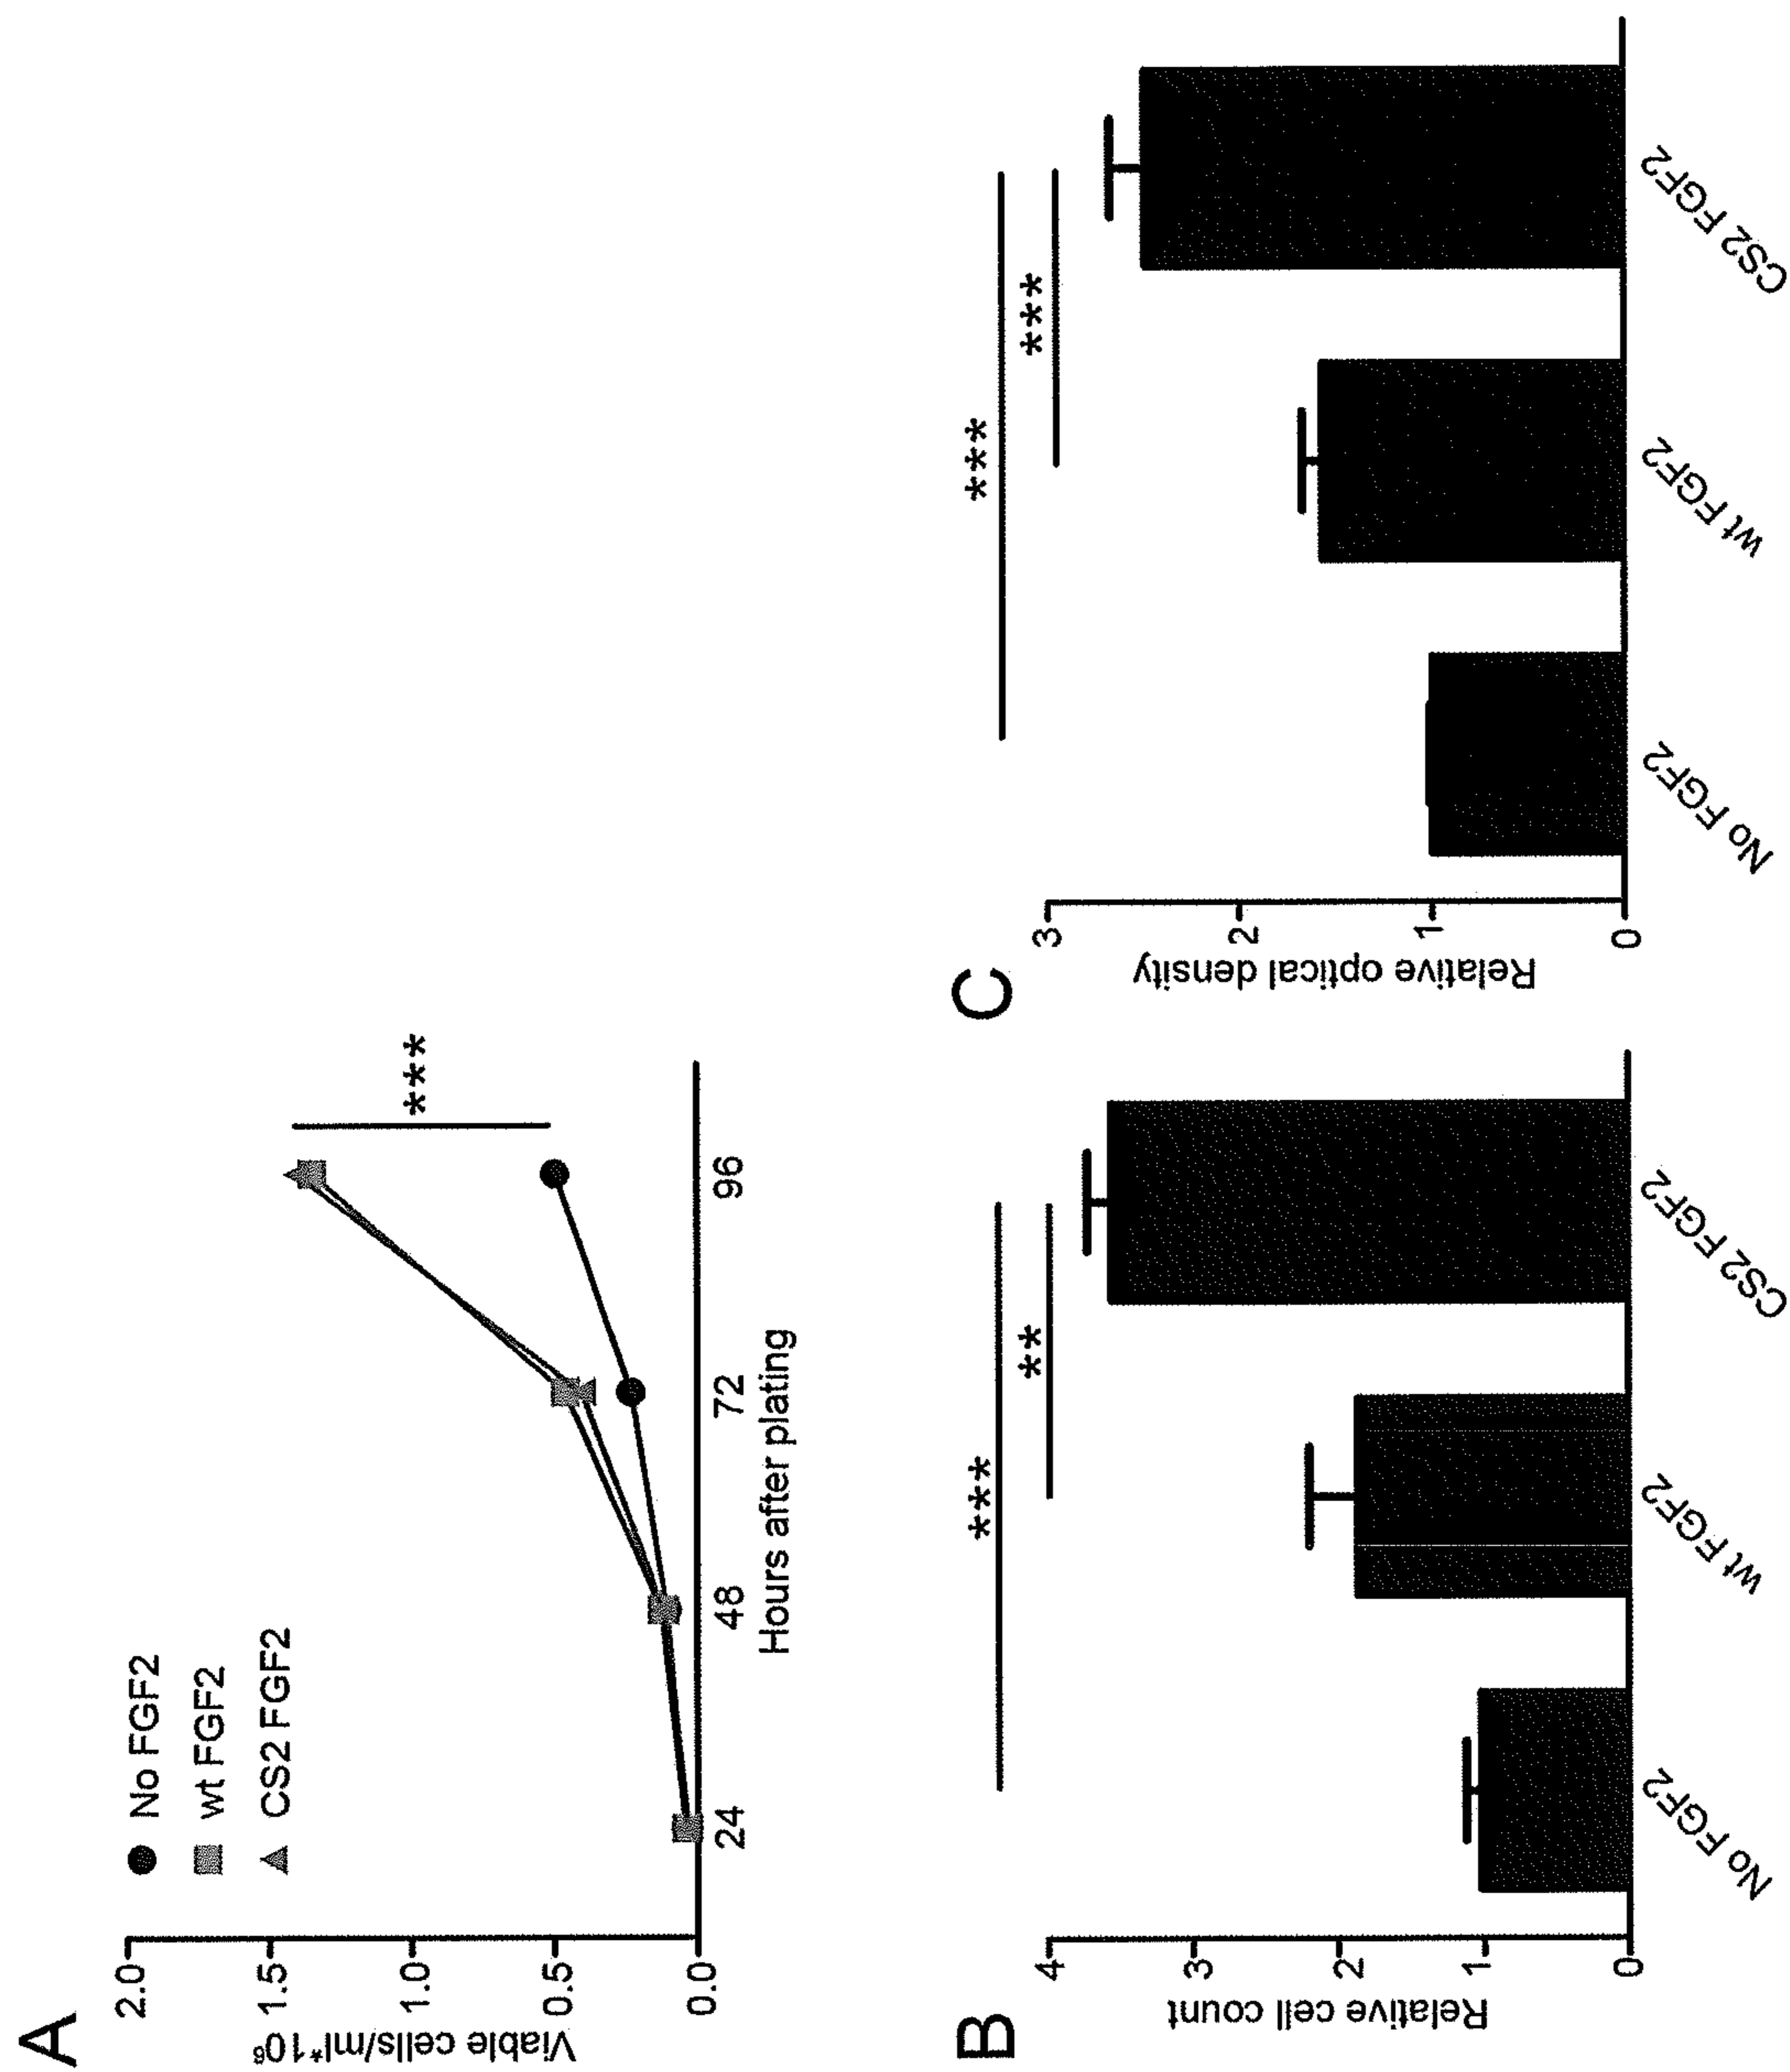 A
No FGF2
wt FGF2
CS2 FGF2
Viable cells/ml*10⁶
2.0
1.5
1.0
0.5
0.0
***
24 48 72 96
Hours after plating
B
Relative cell count
4
3
2
1
0
***
**
No FGF2
wt FGF2
CS2 FGF2
C
Relative optical density
3
2
1
0
***
***
No FGF2
wt FGF2
CS2 FGF2